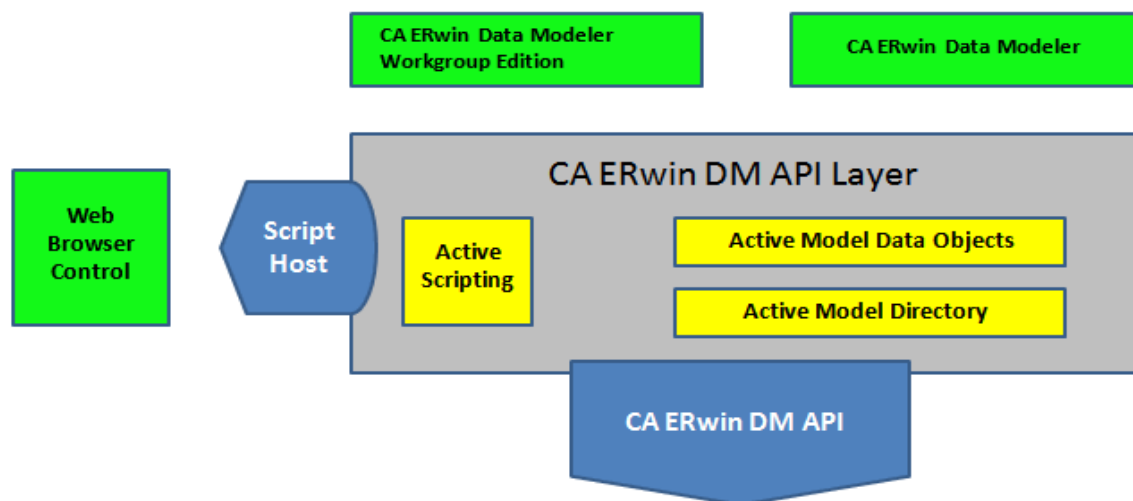 CA ERwin Data Modeler
Workgroup Edition
CA ERwin Data Modeler
CA ERwin DM API Layer
Web
Browser
Control
Script
Host
Active
Scripting
Active Model Data Objects
Active Model Directory
CA ERwin DM API